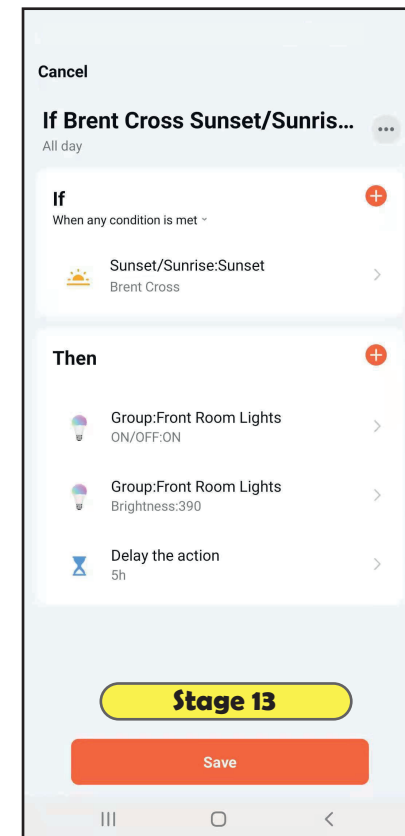 Cancel
If Brent Cross Sunset/Sunris...
All day
If
When any condition is met
Sunset/Sunrise:Sunset
Brent Cross
Then
Group:Front Room Lights
ON/OFF:ON
Group:Front Room Lights
Brightness:390
Delay the action
5h
Stage 13
Save